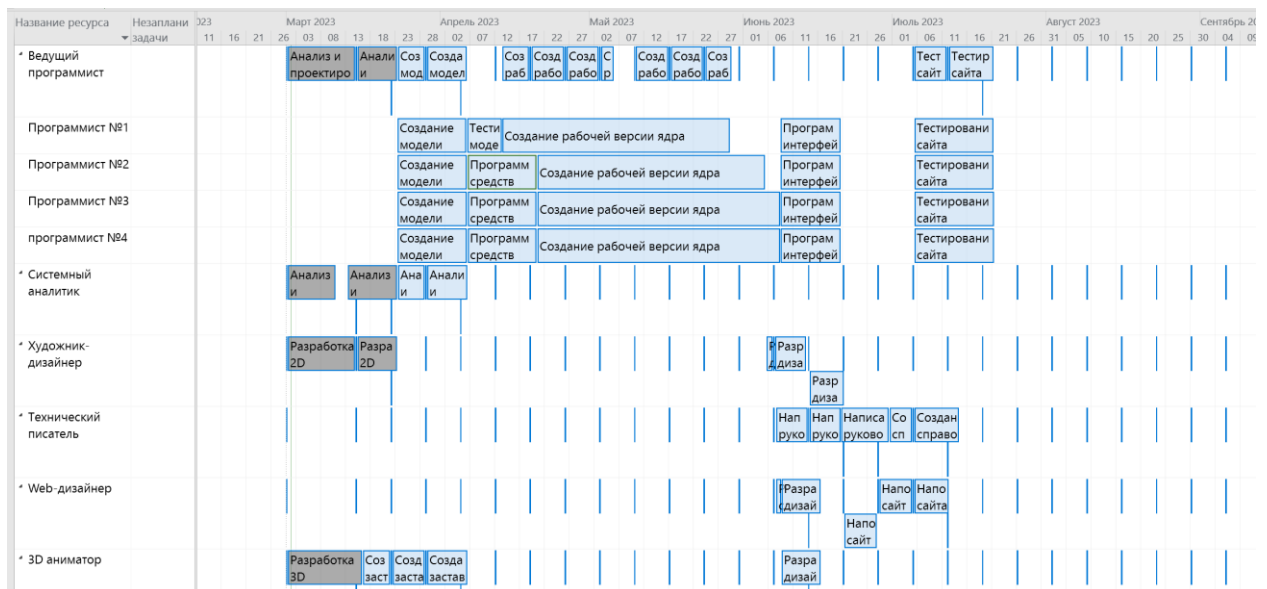 Название ресурса Незаплани 023 Март 2023 Апрель 2023 Май 2023 Июнь 2023 Июль 2023 Август 2023 Сентябрь 20
задачи 11 16 21 26 03 08 13 18 23 28 02 07 12 17 22 27 02 07 12 17 22 27 01 06 11 16 21 26 01 06 11 16 21 26 31 05 10 15 20 25 30 04 09
Ведущий Анализ и Анали Соз Созда Соз Созд Созд С Созд Созд Соз Тест Тестир
программист проектиро и мод модел раб рабо рабо р рабо рабо раб сайт сайта
Программист №1 Создание Тести Создание рабочей версии ядра Програм Тестировани
модели моде интерфей сайта
Программист №2 Создание Программ Создание рабочей версии ядра Програм Тестировани
модели средств интерфей сайта
Программист №3 Создание Программ Создание рабочей версии ядра Програм Тестировани
модели средств интерфей сайта
программист №4 Создание Программ Создание рабочей версии ядра Програм Тестировани
модели средств интерфей сайта
Системный Анализ Анализ Ана Анали
аналитик и и и и
Художник- Разработка Разра Разр
дизайнер 2D 2D диза
Разр
диза
Технический Нап Нап Написа Со Создан
писатель руко руко руково сп справо
Web-дизайнер Разра Напо Напо
дизай сайт сайта
Напо
сайт
3D аниматор Разработка Соз Созд Созда Разра
3D заст заста застав дизай